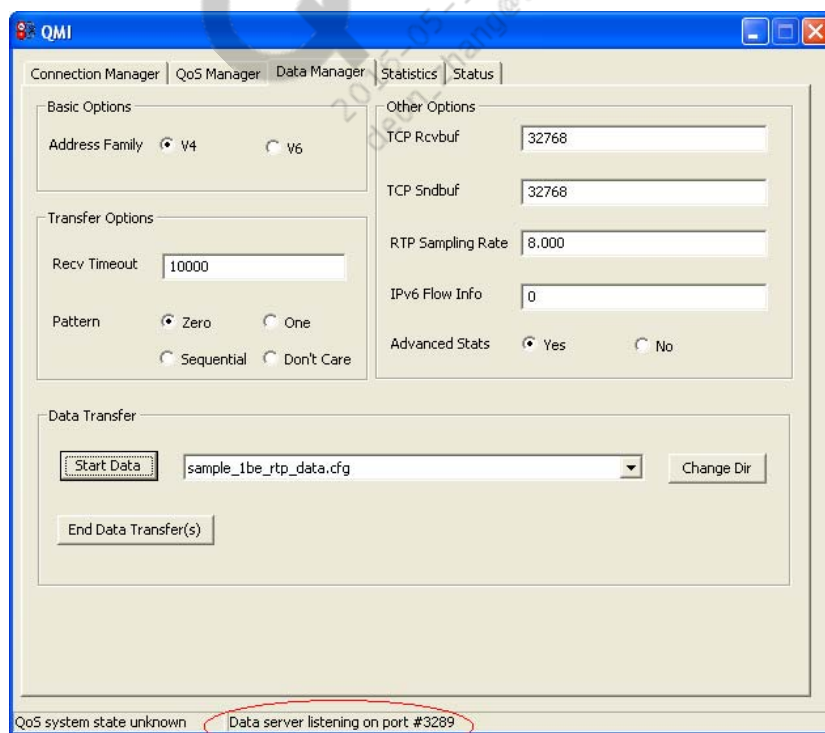 QMI
Connection Manager QoS Manager Data Manager Statistics Status
Basic Options
Address Family V4 V6
Transfer Options
Recv Timeout 10000
Pattern Zero One
Sequential Don't Care
Other Options
TCP Rcvbuf 32768
TCP Sndbuf 32768
RTP Sampling Rate 8.000
IPv6 Flow Info 0
Advanced Stats Yes No
Data Transfer
Start Data sample_1be_rtp_data.cfg Change Dir
End Data Transfer(s)
QoS system state unknown Data server listening on port #3289